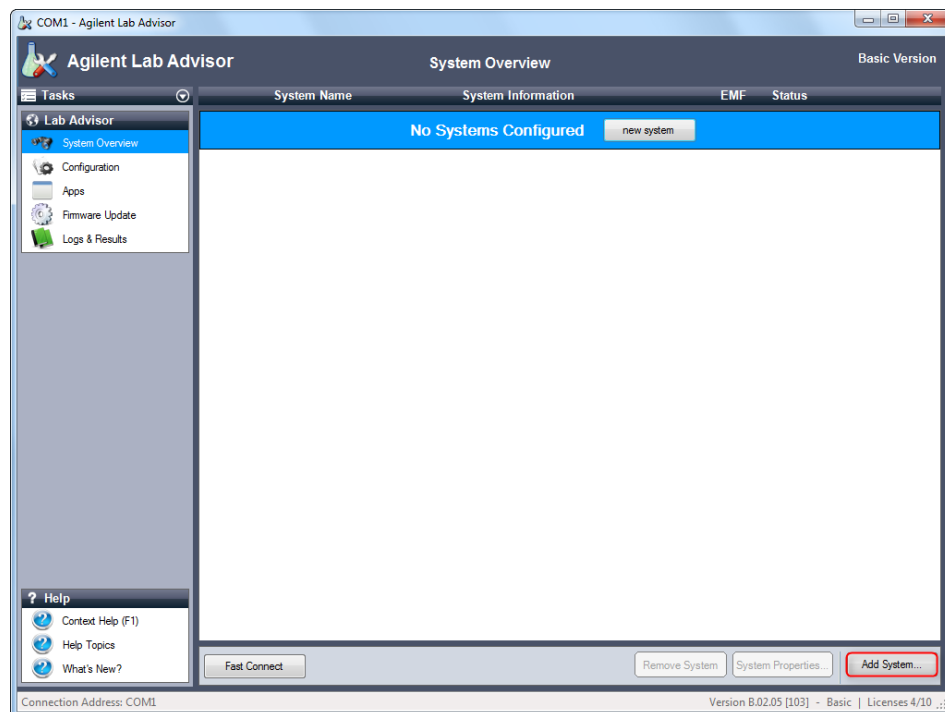 COM1 - Agilent Lab Advisor
Agilent Lab Advisor
System Overview
Basic Version
Tasks
System Name System Information EMF Status
Lab Advisor
System Overview
Configuration
Apps
Firmware Update
Logs & Results
No Systems Configured new system
? Help
Context Help (F1)
Help Topics
What's New?
Fast Connect Remove System System Properties... Add System...
Connection Address: COM1 Version B.02.05 [103] - Basic | Licenses 4/10